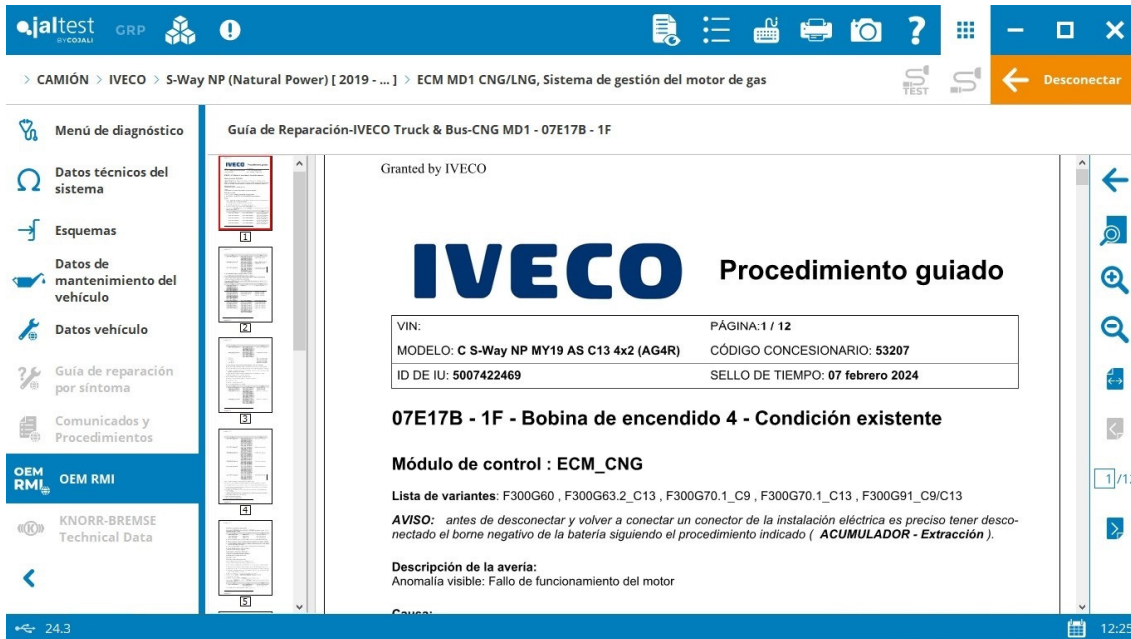 jaltest GRP
BY COJALI
> CAMIÓN > IVECO > S-Way NP (Natural Power) [ 2019 - ... ] > ECM MD1 CNG/LNG, Sistema de gestión del motor de gas
TEST
Desconectar
Menú de diagnóstico
Datos técnicos del
sistema
Esquemas
Datos de
mantenimiento del
vehículo
Datos vehículo
Guía de reparación
por síntoma
Comunicados y
Procedimientos
OEM
RMI
OEM RMI
KNORR-BREMSE
Technical Data
Guía de Reparación-IVECO Truck & Bus-CNG MD1 - 07E17B - 1F
IVECO
1
2
3
4
5
Granted by IVECO
IVECO
Procedimiento guiado
VIN: PÁGINA:1 / 12
MODELO: C S-Way NP MY19 AS C13 4x2 (AG4R) CÓDIGO CONCESIONARIO: 53207
ID DE IU: 5007422469 SELLO DE TIEMPO: 07 febrero 2024
07E17B - 1F - Bobina de encendido 4 - Condición existente
Módulo de control : ECM_CNG
Lista de variantes: F300G60 , F300G63.2_C13 , F300G70.1_C9 , F300G70.1_C13 , F300G91_C9/C13
AVISO: antes de desconectar y volver a conectar un conector de la instalación eléctrica es preciso tener desco-
nectado el borne negativo de la batería siguiendo el procedimiento indicado ( ACUMULADOR - Extracción ).
Descripción de la avería:
Anomalía visible: Fallo de funcionamiento del motor
Causa:
1 /12
24.3
12:25